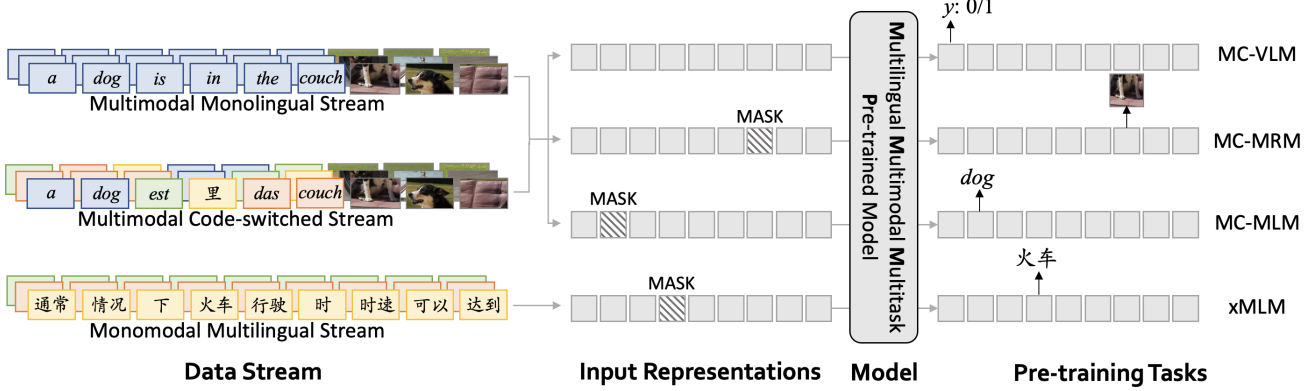 a dog is in the couch
Multimodal Monolingual Stream
a dog est 里 das couch
Multimodal Code-switched Stream
通常 情况 下 火车 行驶 时 时速 可以 达到
Monomodal Multilingual Stream
Data Stream
MASK
MASK
MASK
Input Representations
Multilingual Multimodal Multitask
Pre-trained Model
Model
y: 0/1
MC-VLM
MC-MRM
dog
MC-MLM
火车
xMLM
Pre-training Tasks